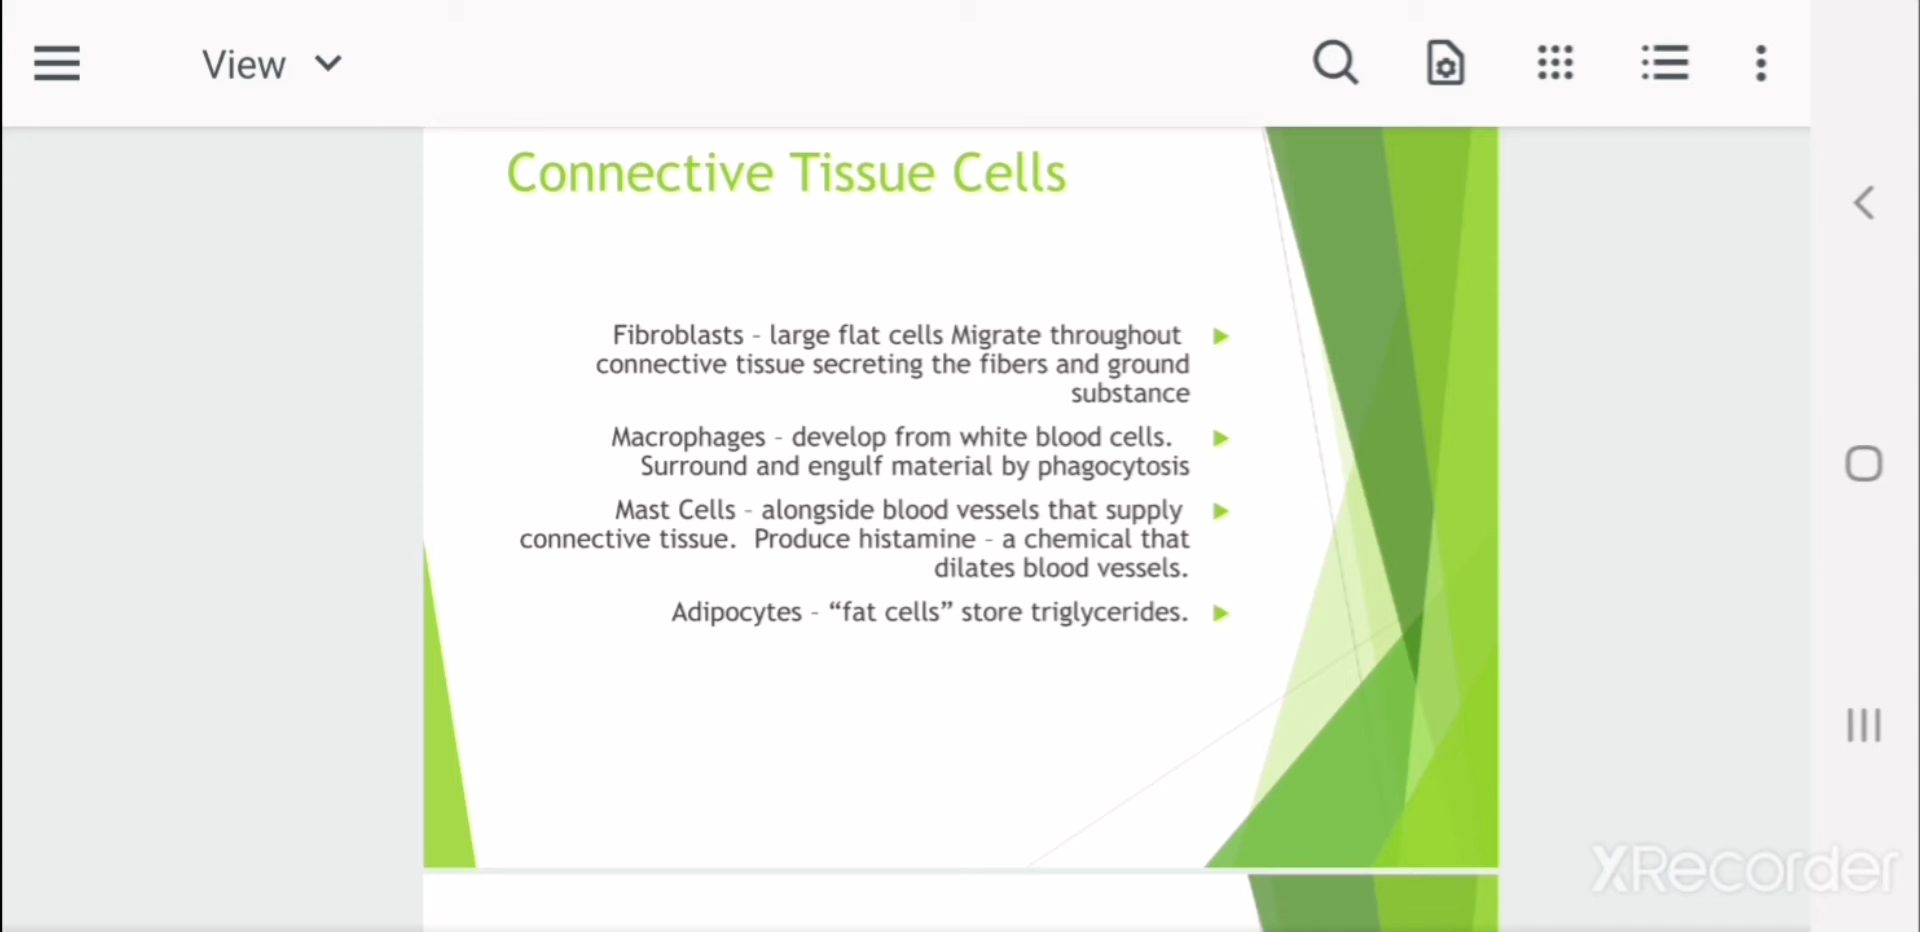 View
Connective Tissue Cells
Fibroblasts - large flat cells Migrate throughout
connective tissue secreting the fibers and ground
substance
Macrophages - develop from white blood cells.
Surround and engulf material by phagocytosis
Mast Cells - alongside blood vessels that supply
connective tissue.  Produce histamine - a chemical that
dilates blood vessels.
Adipocytes - “fat cells” store triglycerides.
XRecorder